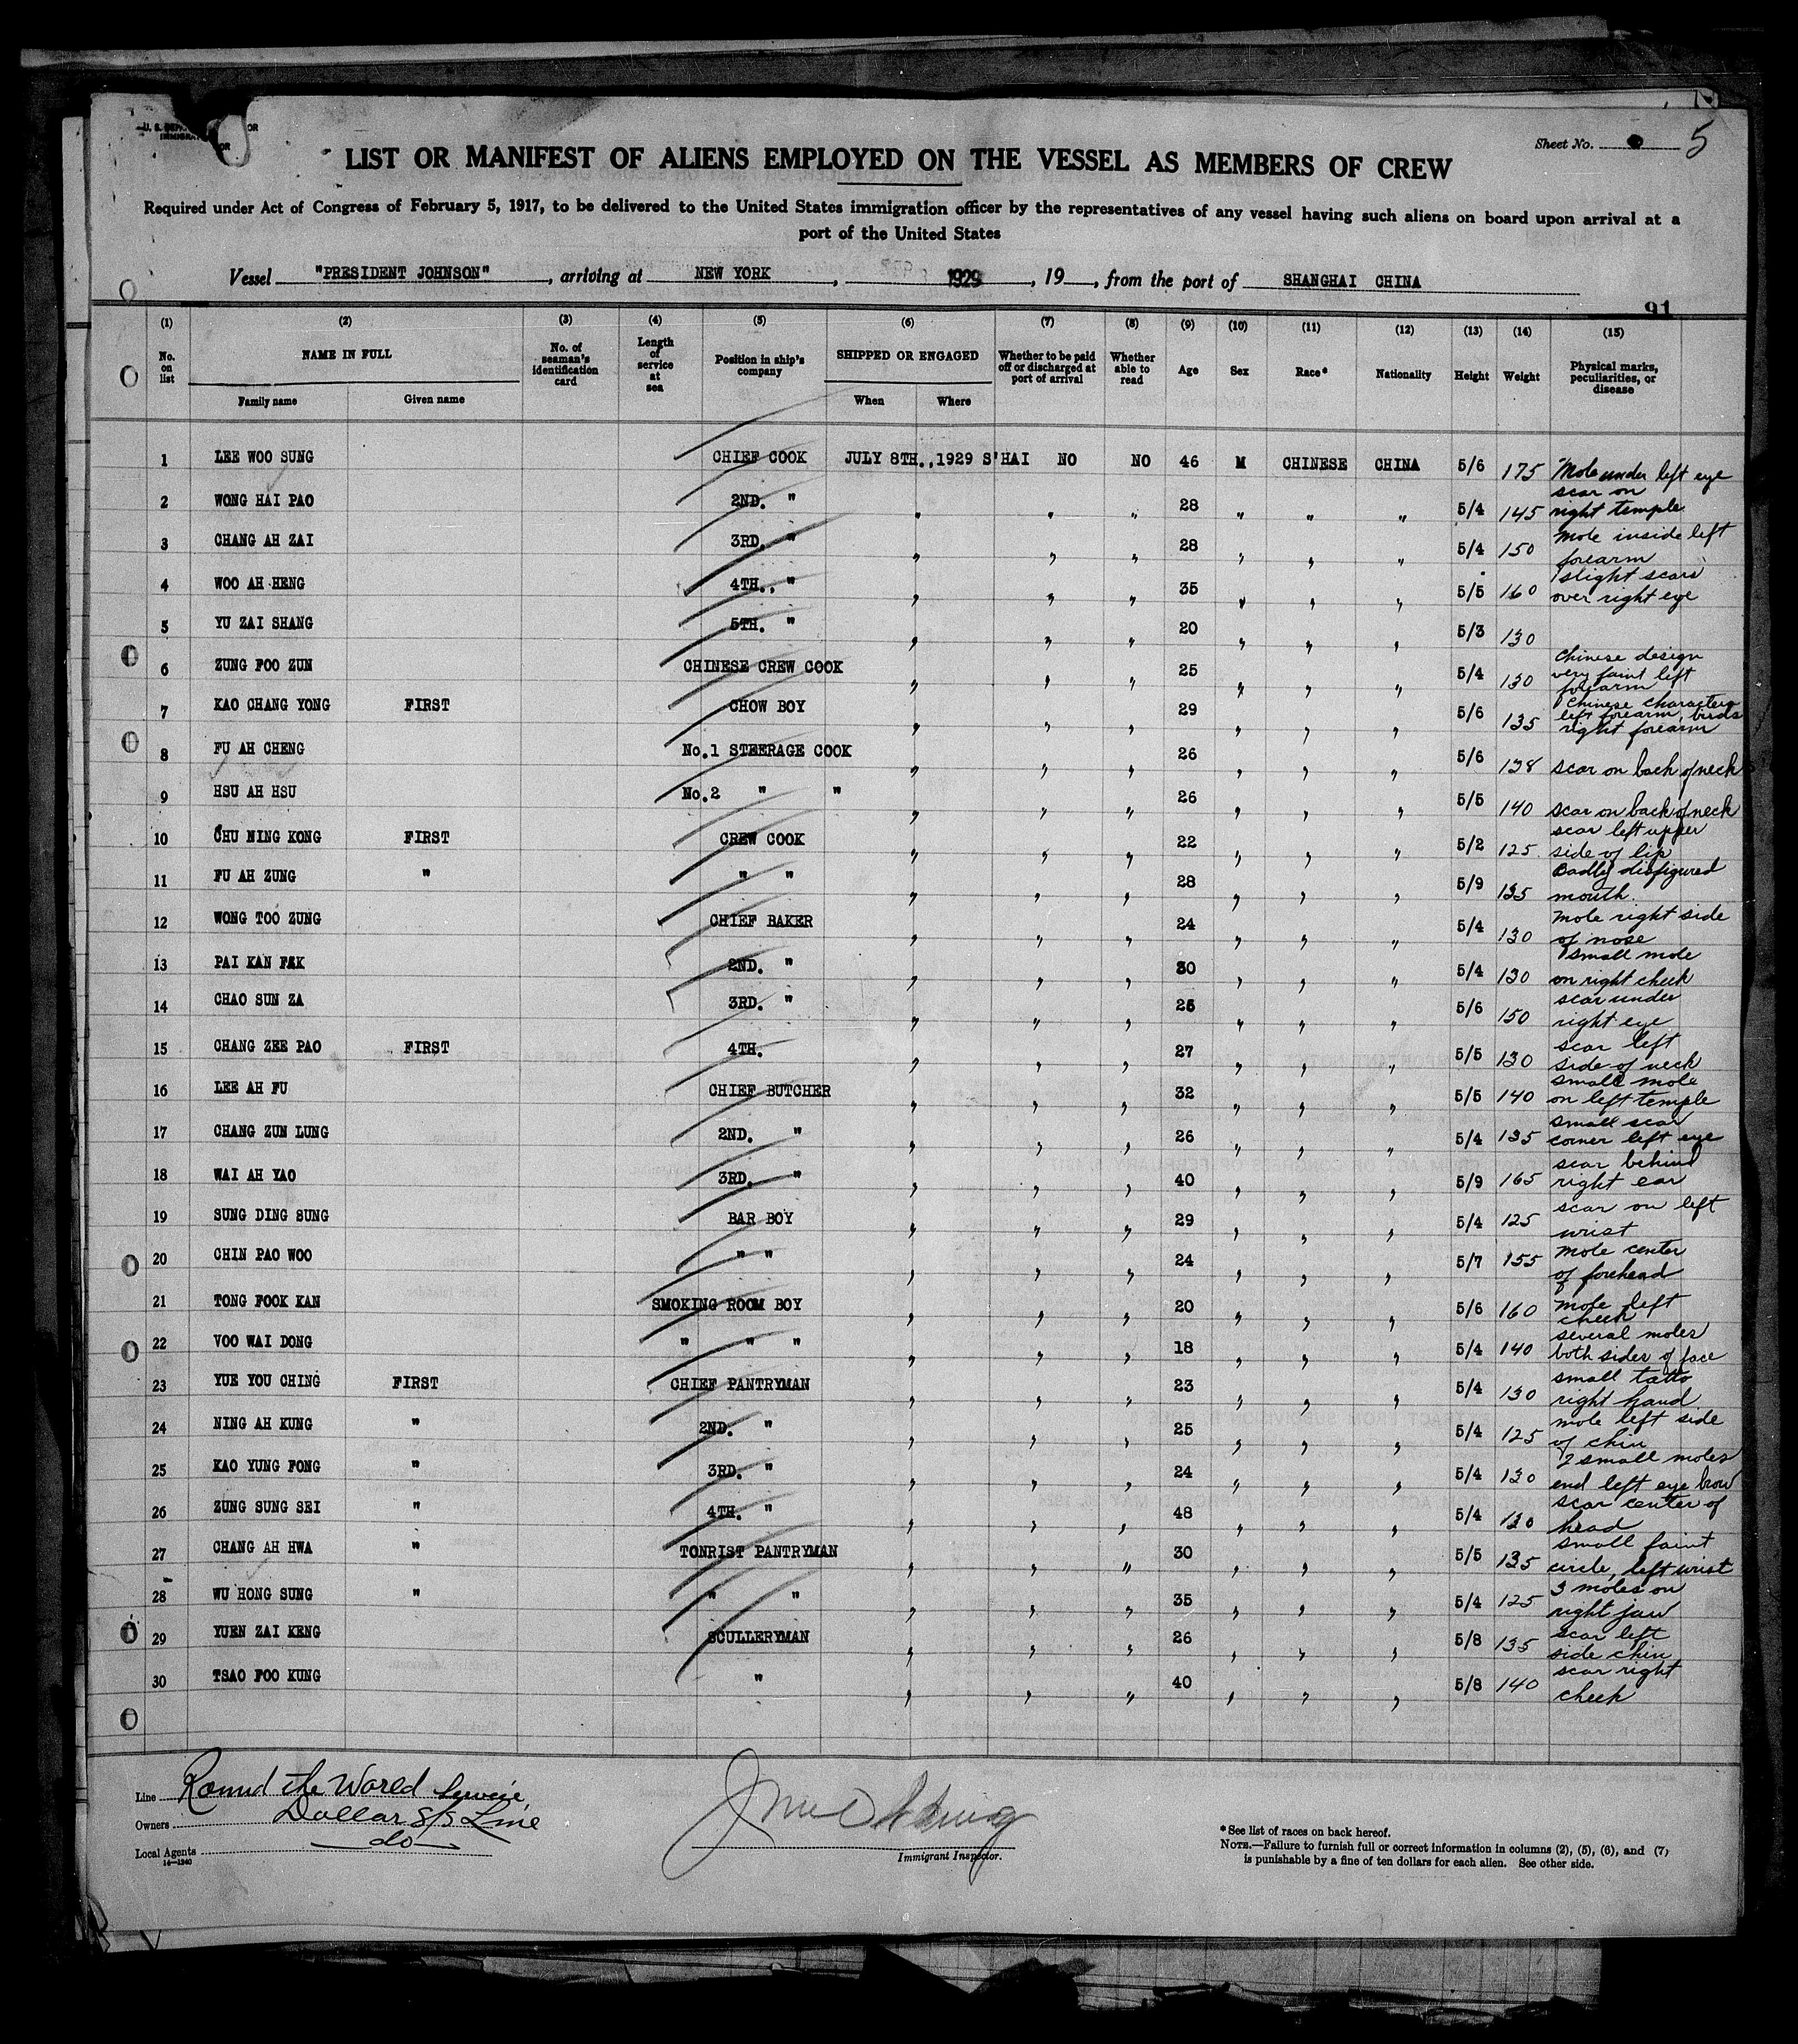 Sheet No. 5
LIST OR MANIFEST OF ALIENS EMPLOYED ON THE VESSEL AS MEMBERS OF CREW
Required under Act of Congress of February 5, 1917, to be delivered to the United States immigration officer by the representatives of any vessel having such aliens on board upon arrival at a
port of the United States
Vessel "PRESIDENT JOHNSON", arriving at NEW YORK, 1929, 19 , from the port of SHANGHAI CHINA
91
(1) (2) (3) (4) (5) (6) (7) (8) (9) (10) (11) (12) (13) (14) (15)
No. on list NAME IN FULL Family name Given name No. of seaman's identification card Length of service at sea Position in ship's company SHIPPED OR ENGAGED When Where Whether to be paid off or discharged at port of arrival Whether able to read Age Sex Race* Nationality Height Weight Physical marks, peculiarities, or disease
1 LEE WOO SUNG CHIEF COOK JULY 8TH.,1929 S'HAI NO NO 46 M CHINESE CHINA 5/6 175 Mole under left eye
2 WONG HAI PAO 2ND. " " " " 28 " " " 5/4 145 scar on right temple
3 CHANG AH ZAI 3RD. " " " " 28 " " " 5/4 150 Mole inside left forearm
4 WOO AH HENG 4TH., " " " " 35 " " " 5/5 160 slight scars over right eye
5 YU ZAI SHANG 5TH. " " " " 20 " " " 5/3 130
6 ZUNG FOO ZUN CHINESE CREW COOK " " " 25 " " " 5/4 130 Chinese design very faint left forearm
7 KAO CHANG YONG FIRST CHOW BOY " " " 29 " " " 5/6 135 Chinese characters left forearm, birds right forearm
8 FU AH CHENG No.1 STEERAGE COOK " " " 26 " " " 5/6 138 scar on back of neck
9 HSU AH HSU No.2 " " " " " 26 " " " 5/5 140 scar on back of neck
10 CHU NING KONG FIRST CREW COOK " " " 22 " " " 5/2 125 scar left upper side of lip
11 FU AH ZUNG " " " " " " 28 " " " 5/9 135 Badly disfigured mouth
12 WONG TOO ZUNG CHIEF BAKER " " " 24 " " " 5/4 130 Mole right side of nose
13 PAI KAN FAK 2ND. " " " " 30 " " " 5/4 130 small mole on right cheek
14 CHAO SUN ZA 3RD. " " " " 26 " " " 5/6 150 scar under right eye
15 CHANG ZEE PAO FIRST 4TH. " " " 27 " " " 5/5 130 scar left side of neck
16 LEE AH FU CHIEF BUTCHER " " " 32 " " " 5/5 140 small mole on left temple
17 CHANG ZUN LUNG 2ND. " " " " 26 " " " 5/4 135 small scar corner left eye
18 WAI AH YAO 3RD. " " " " 40 " " " 5/9 165 scar behind right ear
19 SUNG DING SUNG BAR BOY " " " 29 " " " 5/4 125 scar on left wrist
20 CHIN PAO WOO " " " " " 24 " " " 5/7 155 mole center of forehead
21 TONG FOOK KAN SMOKING ROOM BOY " " " 20 " " " 5/6 160 mole left cheek
22 VOO WAI DONG " " " " " " 18 " " " 5/4 140 several moles both sides of face
23 YUE YOU CHING FIRST CHIEF PANTRYMAN " " " 23 " " " 5/4 130 small tatto right hand
24 NING AH KUNG " 2ND. " " " " 25 " " " 5/4 125 mole left side of chin
25 KAO YUNG FONG " 3RD. " " " " 24 " " " 5/4 130 2 small moles end left eye brow
26 ZUNG SUNG SEI " 4TH. " " " " 48 " " " 5/4 130 scar center of head
27 CHANG AH HWA " TONRIST PANTRYMAN " " " 30 " " " 5/5 135 small faint circle, left wrist
28 WU HONG SUNG " " " " " " 35 " " " 5/4 125 3 moles on right jaw
29 YUEN ZAI KENG SCULLERYMAN " " " 26 " " " 5/8 135 scar left side chin
30 TSAO FOO KUNG " " " " 40 " " " 5/8 140 scar right cheek
Line Round the World Service
Owners Dollar S/S Line
Local Agents do
14—1240
Immigrant Inspector.
* See list of races on back hereof.
NOTE.—Failure to furnish full or correct information in columns (2), (5), (6), and (7)
is punishable by a fine of ten dollars for each alien. See other side.